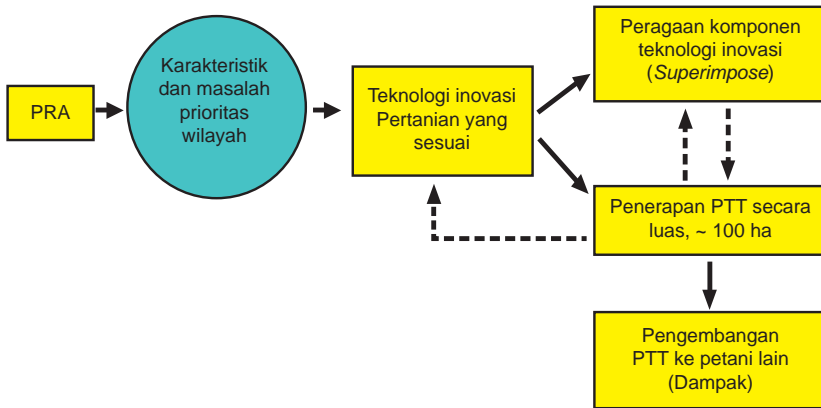 PRA
Karakteristik
dan masalah
prioritas
wilayah
Teknologi inovasi
Pertanian yang
sesuai
Peragaan komponen
teknologi inovasi
(Superimpose)
Penerapan PTT secara
luas, ~ 100 ha
Pengembangan
PTT ke petani lain
(Dampak)